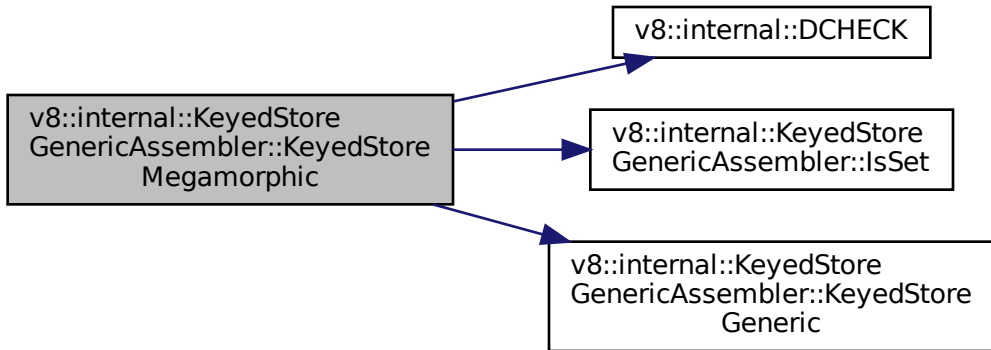 v8::internal::KeyedStore
GenericAssembler::KeyedStore
Megamorphic
v8::internal::DCHECK
v8::internal::KeyedStore
GenericAssembler::IsSet
v8::internal::KeyedStore
GenericAssembler::KeyedStore
Generic